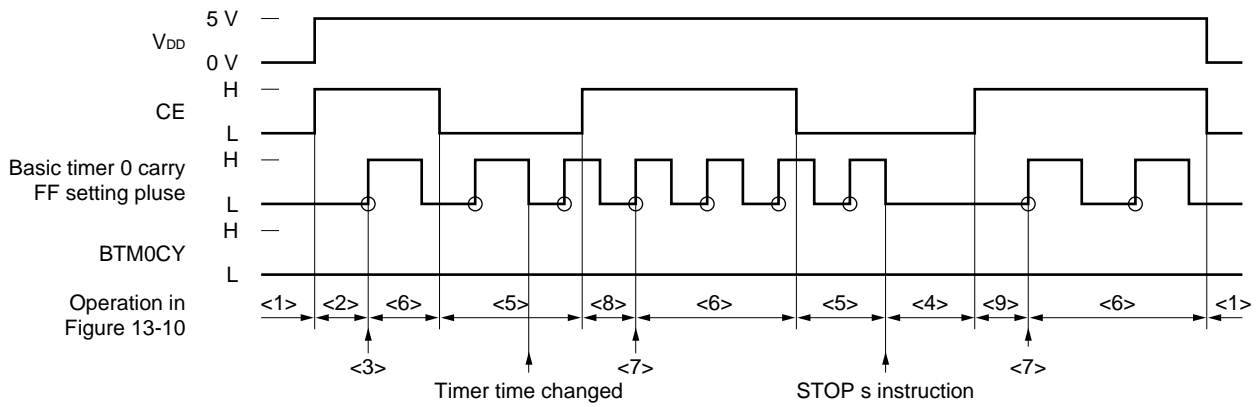 5 V
VDD
0 V
H
CE
L
H
Basic timer 0 carry
FF setting pluse
L
H
BTM0CY
L
Operation in
Figure 13-10
<1> <2> <6> <5> <8> <6> <5> <4> <9> <6> <1>
<3> <7> <7>
Timer time changed STOP s instruction